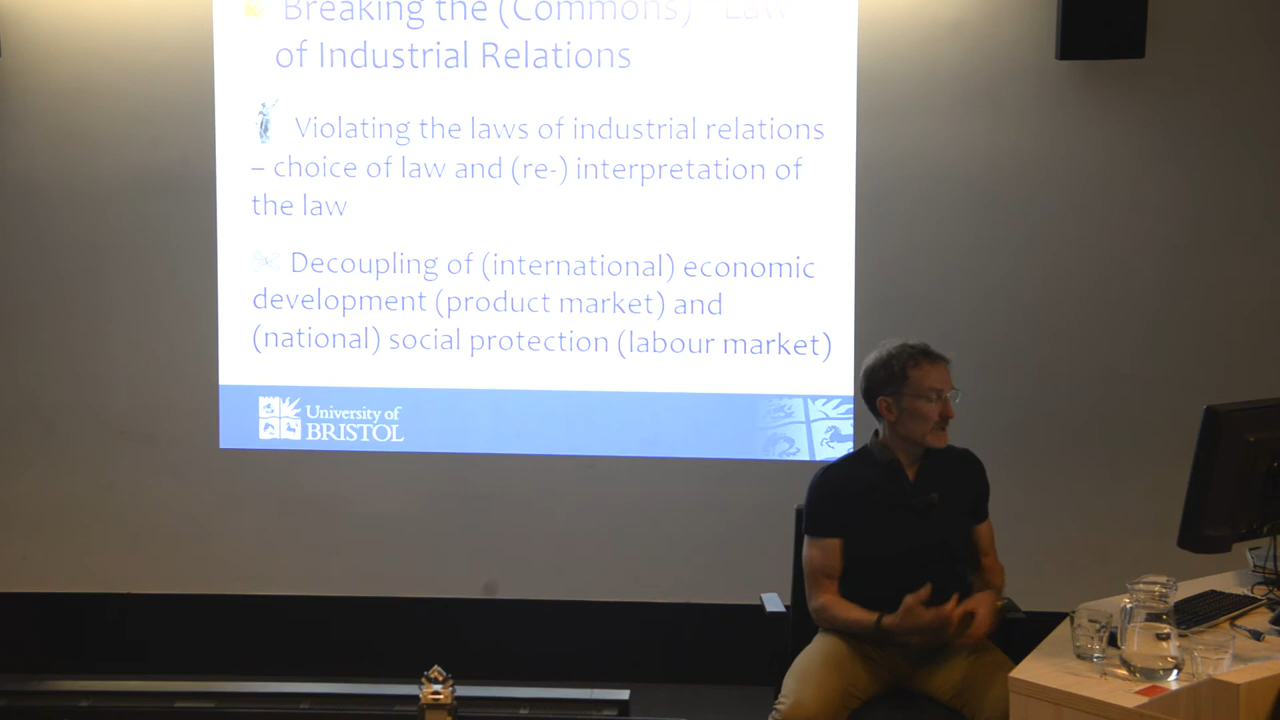 Breaking the (Commons) - Law
of Industrial Relations
Violating the laws of industrial relations
– choice of law and (re-) interpretation of
the law
Decoupling of (international) economic
development (product market) and
(national) social protection (labour market)
University of
BRISTOL